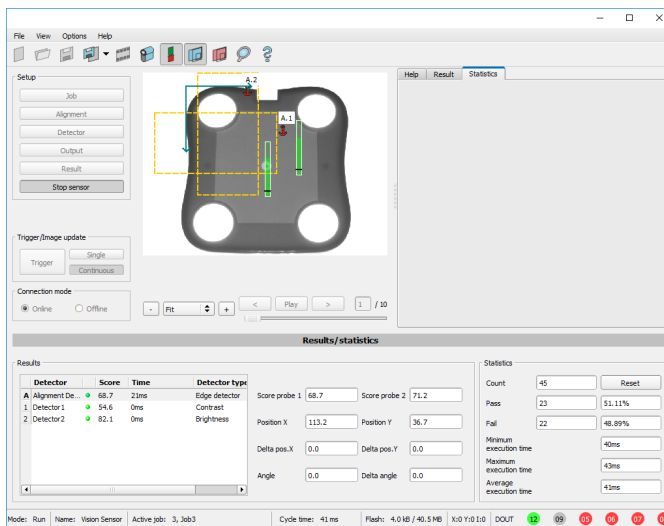 File View Options Help
Setup
Job
Alignment
Detector
Output
Result
Stop sensor
A.2
A.1
Help Result Statistics
Trigger/Image update
Trigger
Single
Continuous
Connection mode
Online Offline
- Fit + < Play > 1 / 10
Results/statistics
Results
Detector Score Time Detector type
A Alignment De... 68.7 21ms Edge detector
1 Detector1 54.6 0ms Contrast
2 Detector2 82.1 0ms Brightness
Score probe 1 68.7 Score probe 2 71.2
Position X 113.2 Position Y 36.7
Delta pos.X 0.0 Delta pos.Y 0.0
Angle 0.0 Delta angle 0.0
Statistics
Count 45 Reset
Pass 23 51.11%
Fail 22 48.89%
Minimum
execution time 40ms
Maximum
execution time 43ms
Average
execution time 41ms
Mode: Run Name: Vision Sensor Active job: 3, Job3 Cycle time: 41 ms Flash: 4.0 kB / 40.5 MB X:0 Y:0 I:0 DOUT 12 09 05 06 07